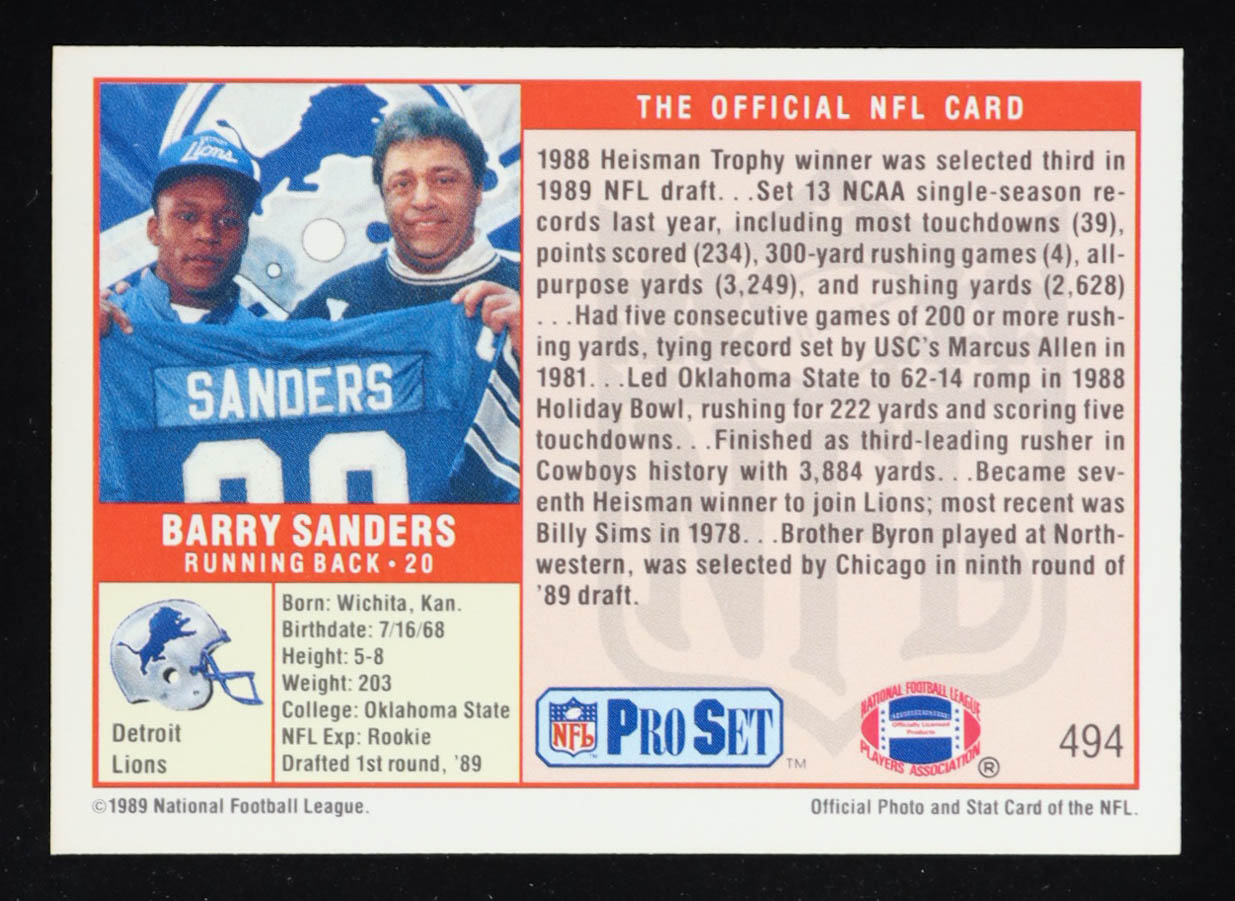 THE OFFICIAL NFL CARD
Lions
SANDERS
BARRY SANDERS
RUNNING BACK • 20
Detroit
Lions
Born: Wichita, Kan.
Birthdate: 7/16/68
Height: 5-8
Weight: 203
College: Oklahoma State
NFL Exp: Rookie
Drafted 1st round, '89
1988 Heisman Trophy winner was selected third in
1989 NFL draft. . .Set 13 NCAA single-season re-
cords last year, including most touchdowns (39),
points scored (234), 300-yard rushing games (4), all-
purpose yards (3,249), and rushing yards (2,628)
. . .Had five consecutive games of 200 or more rush-
ing yards, tying record set by USC's Marcus Allen in
1981. . .Led Oklahoma State to 62-14 romp in 1988
Holiday Bowl, rushing for 222 yards and scoring five
touchdowns. . .Finished as third-leading rusher in
Cowboys history with 3,884 yards. . .Became sev-
enth Heisman winner to join Lions; most recent was
Billy Sims in 1978. . .Brother Byron played at North-
western, was selected by Chicago in ninth round of
'89 draft.
NFL
NFL PRO SET TM
NATIONAL FOOTBALL LEAGUE
Officially Licensed
Products
PLAYERS ASSOCIATION ®
494
©1989 National Football League.
Official Photo and Stat Card of the NFL.